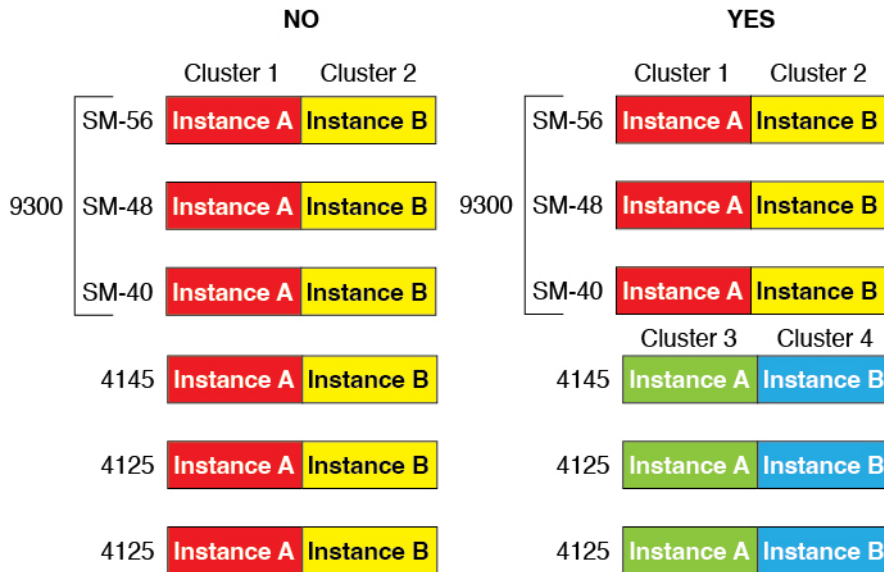 NO YES
Cluster 1 Cluster 2 Cluster 1 Cluster 2
SM-56 Instance A Instance B SM-56 Instance A Instance B
9300 SM-48 Instance A Instance B 9300 SM-48 Instance A Instance B
SM-40 Instance A Instance B SM-40 Instance A Instance B
Cluster 3 Cluster 4
4145 Instance A Instance B 4145 Instance A Instance B
4125 Instance A Instance B 4125 Instance A Instance B
4125 Instance A Instance B 4125 Instance A Instance B